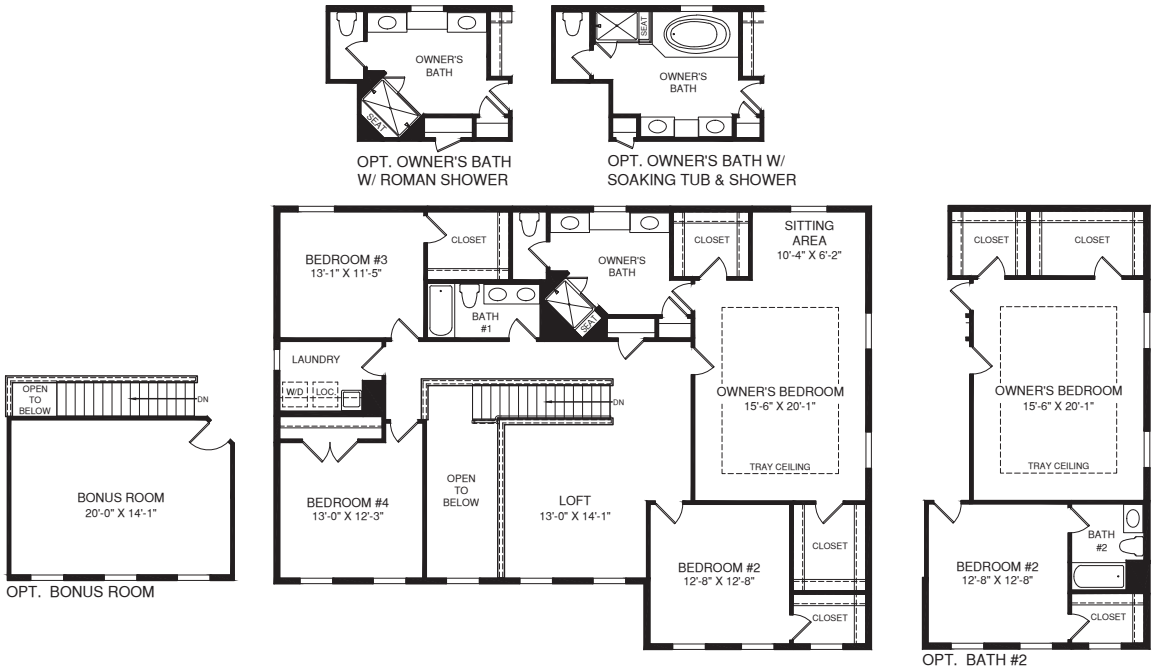 OWNER'S
BATH
SEAT
OPT. OWNER'S BATH
W/ ROMAN SHOWER
SEAT
OWNER'S
BATH
OPT. OWNER'S BATH W/
SOAKING TUB & SHOWER
OPEN
TO
BELOW
DN
BONUS ROOM
20'-0" X 14'-1"
OPT. BONUS ROOM
BEDROOM #3
13'-1" X 11'-5"
CLOSET
OWNER'S
BATH
SEAT
CLOSET
SITTING
AREA
10'-4" X 6'-2"
BATH
#1
LAUNDRY
W/D
LOC.
DN
OWNER'S BEDROOM
15'-6" X 20'-1"
TRAY CEILING
BEDROOM #4
13'-0" X 12'-3"
OPEN
TO
BELOW
LOFT
13'-0" X 14'-1"
BEDROOM #2
12'-8" X 12'-8"
CLOSET
CLOSET
CLOSET
CLOSET
OWNER'S BEDROOM
15'-6" X 20'-1"
TRAY CEILING
BATH
#2
BEDROOM #2
12'-8" X 12'-8"
CLOSET
OPT. BATH #2